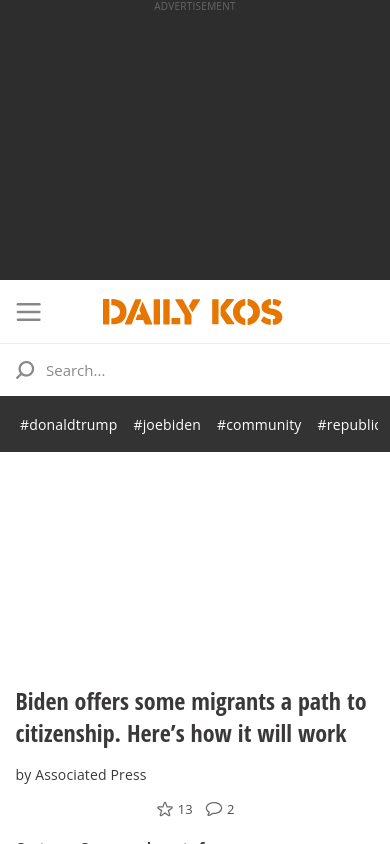 ADVERTISEMENT
DAILY KOS
Search...
#donaldtrump #joebiden #community
Biden offers some migrants a path to
citizenship. Here’s how it will work
by Associated Press
13 2